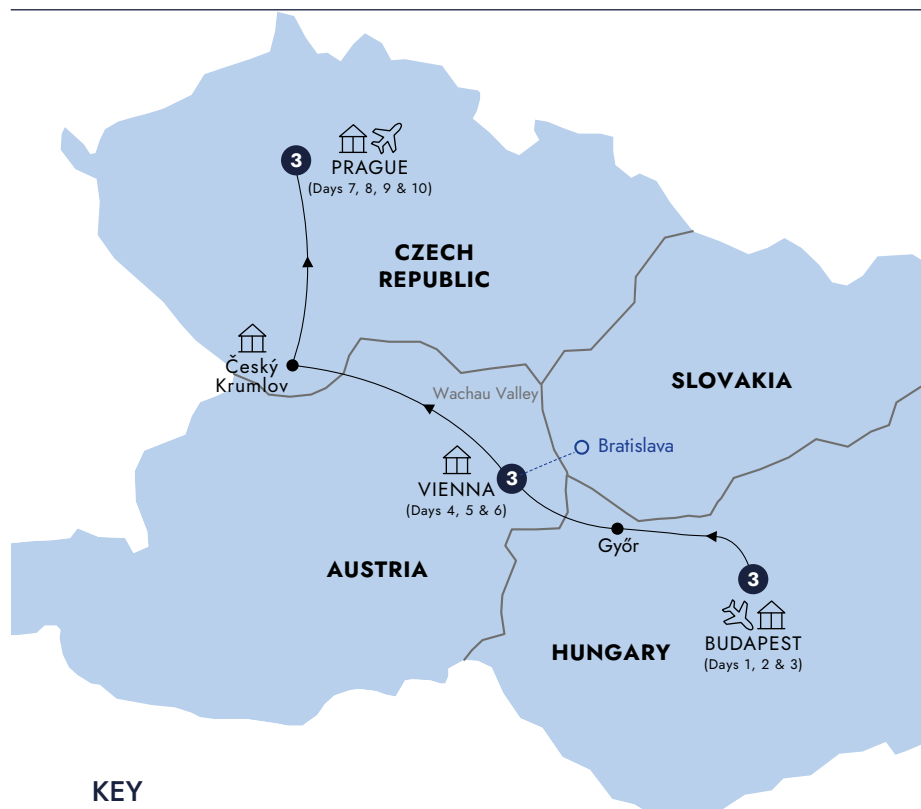 3
PRAGUE
(Days 7, 8, 9 & 10)
CZECH
REPUBLIC
Český
Krumlov
Wachau Valley
SLOVAKIA
Bratislava
3
VIENNA
(Days 4, 5 & 6)
Győr
AUSTRIA
3
BUDAPEST
(Days 1, 2 & 3)
HUNGARY
KEY